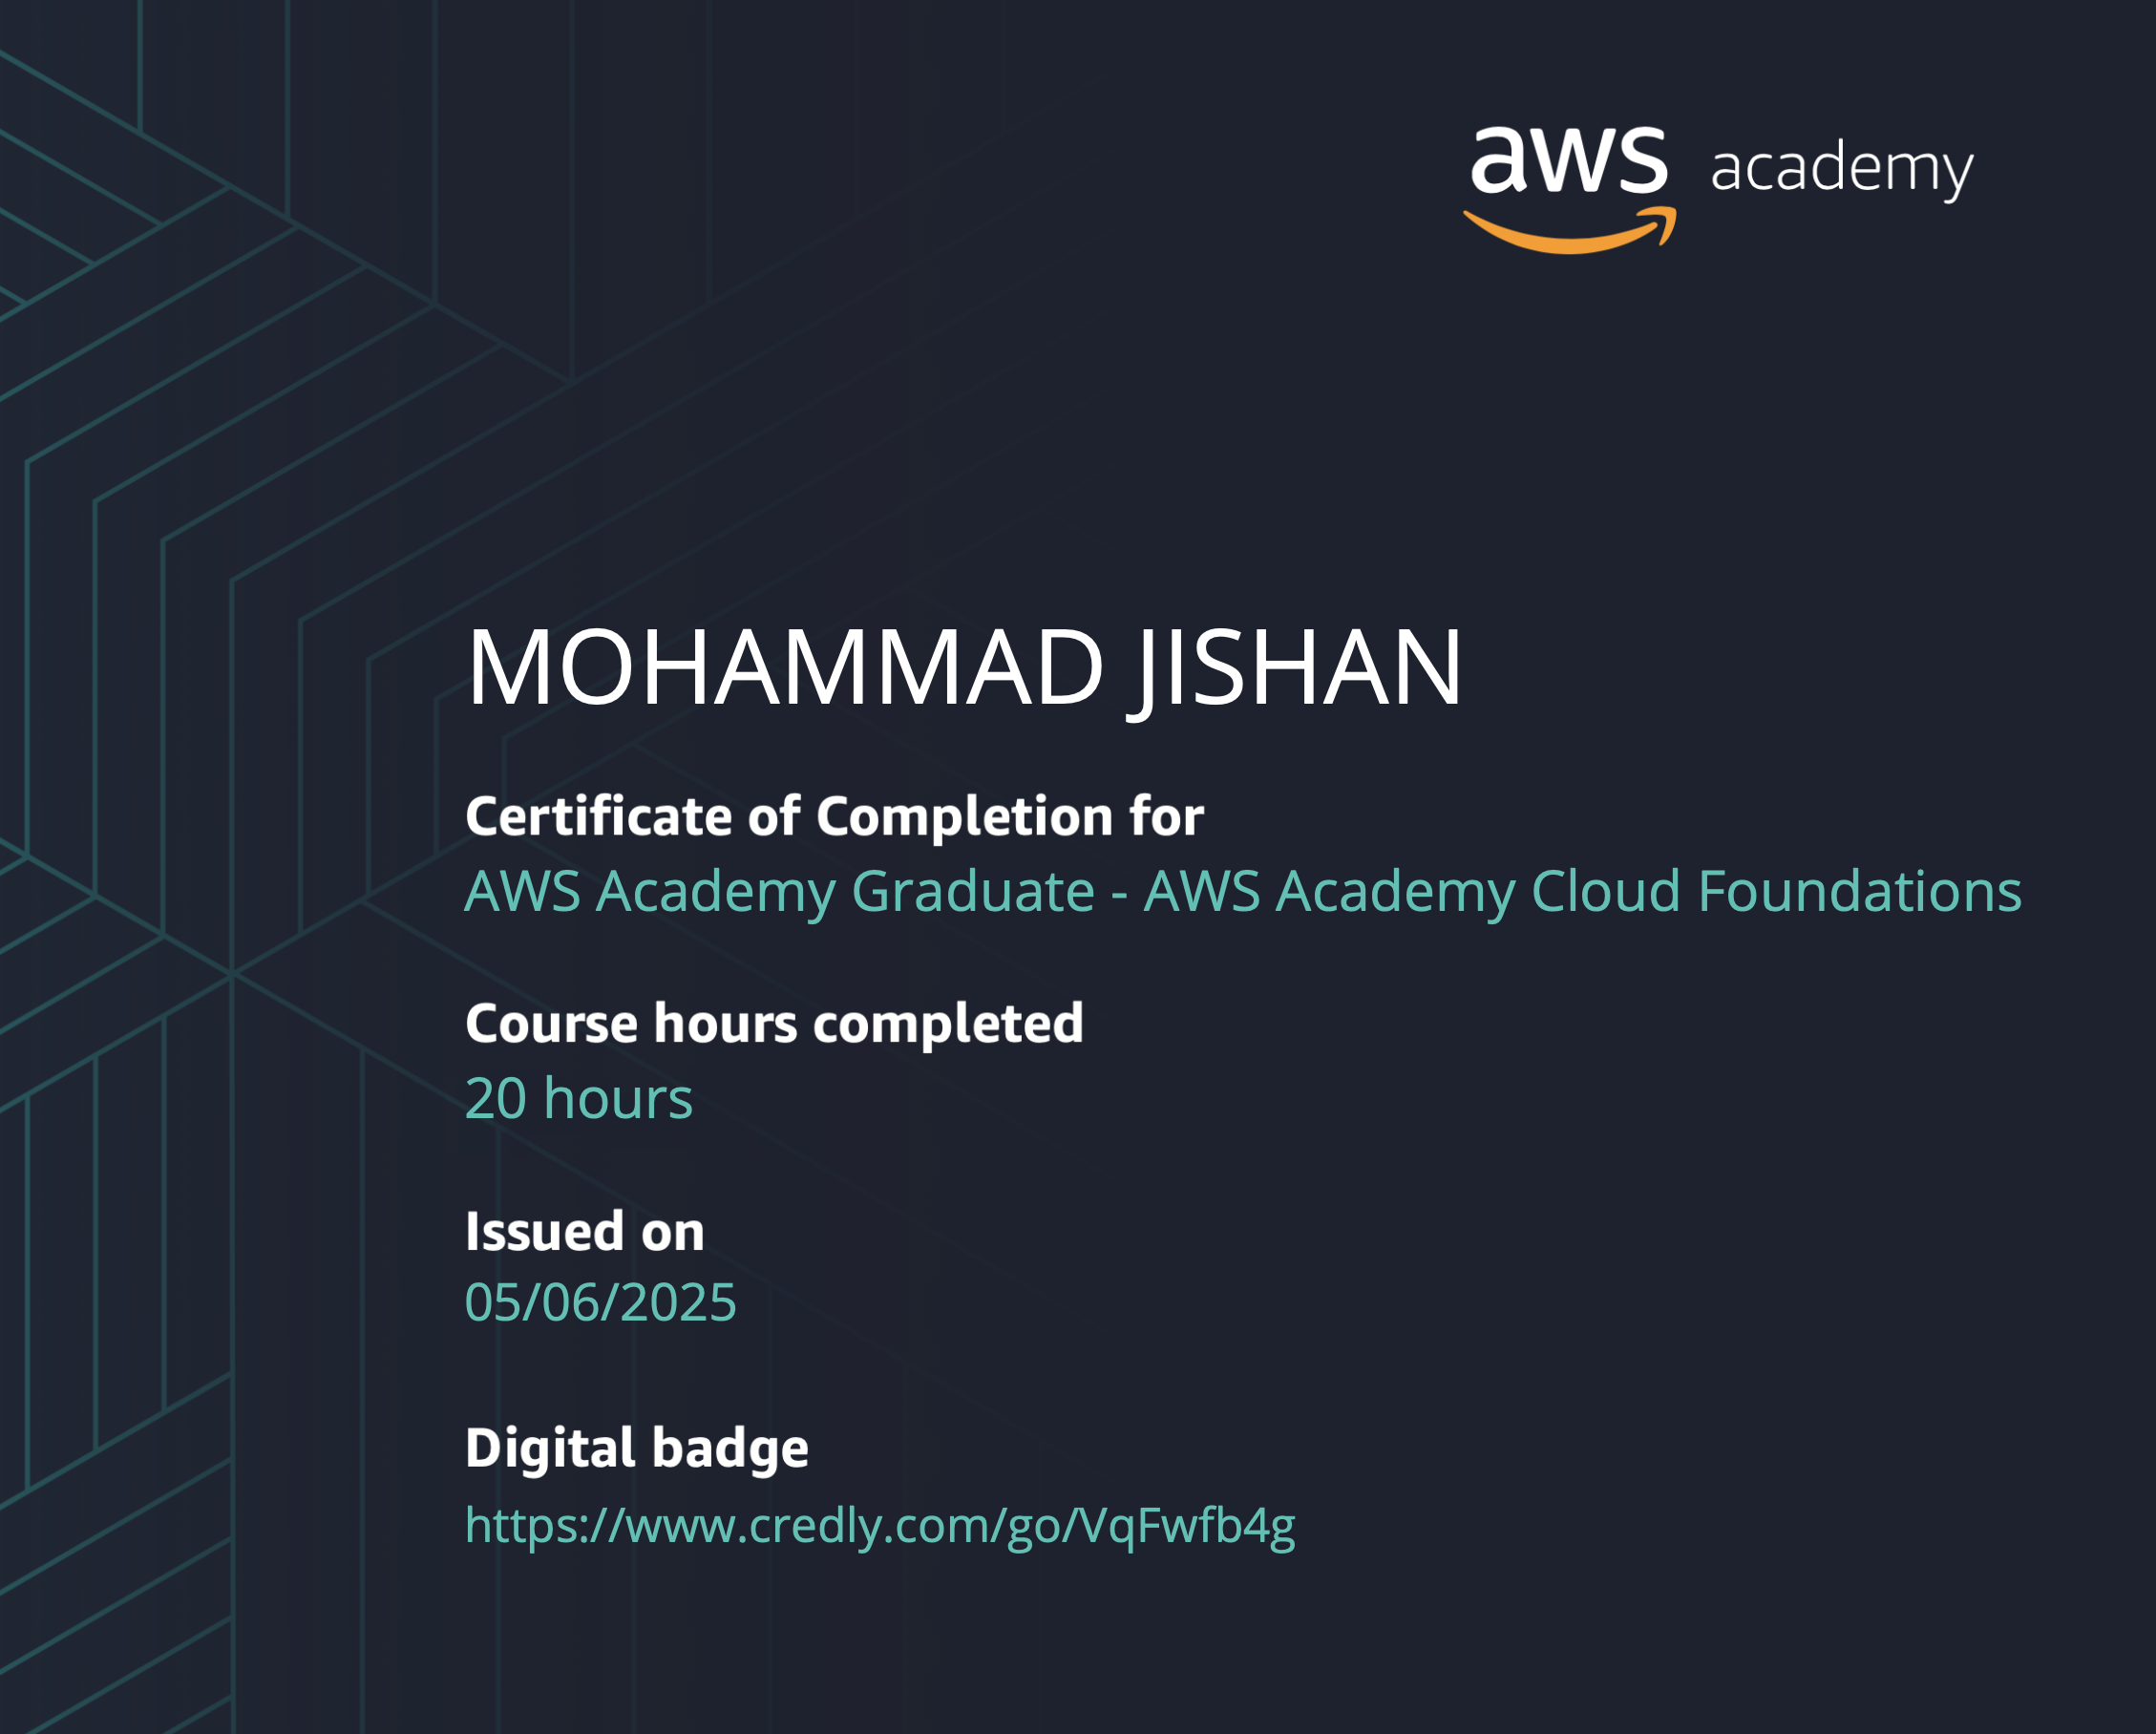 aws academy
MOHAMMAD JISHAN
Certificate of Completion for
AWS Academy Graduate - AWS Academy Cloud Foundations
Course hours completed
20 hours
Issued on
05/06/2025
Digital badge
https://www.credly.com/go/VqFwfb4g